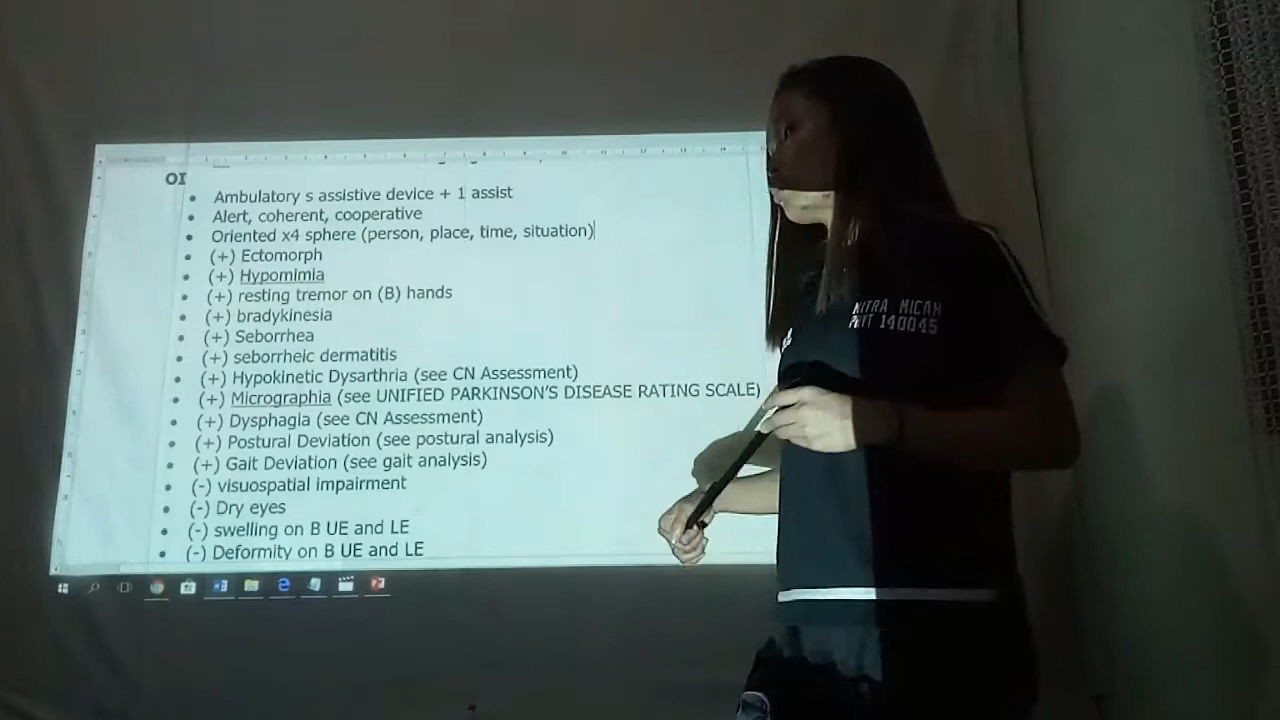 OI
Ambulatory s assistive device + 1 assist
Alert, coherent, cooperative
Oriented x4 sphere (person, place, time, situation)
(+) Ectomorph
(+) Hypomimia
(+) resting tremor on (B) hands
(+) bradykinesia
(+) Seborrhea
(+) seborrheic dermatitis
(+) Hypokinetic Dysarthria (see CN Assessment)
(+) Micrographia (see UNIFIED PARKINSON'S DISEASE RATING SCALE)
(+) Dysphagia (see CN Assessment)
(+) Postural Deviation (see postural analysis)
(+) Gait Deviation (see gait analysis)
(-) visuospatial impairment
(-) Dry eyes
(-) swelling on B UE and LE
(-) Deformity on B UE and LE
MICAH
140045